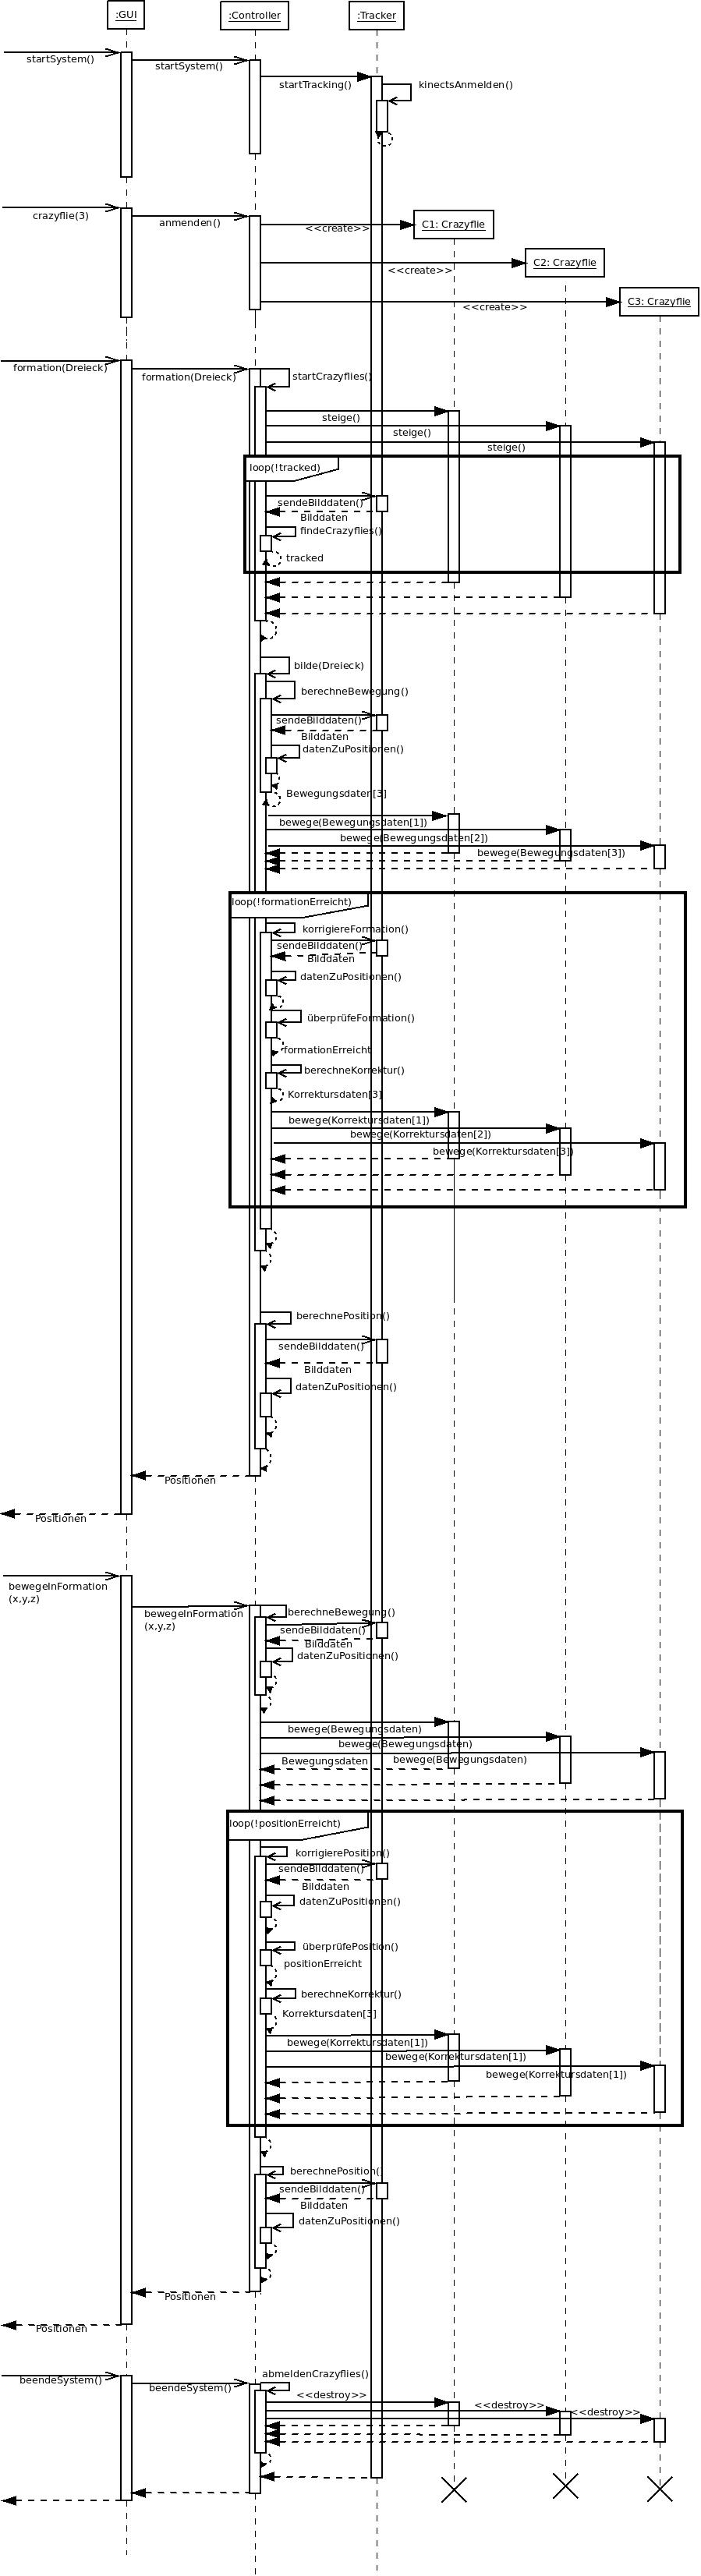 :GUI
:Controller
:Tracker
startSystem()
startSystem()
startTracking()
kinectsAnmelden()
crazyflie(3)
anmenden()
<<create>>
C1: Crazyflie
<<create>>
C2: Crazyflie
<<create>>
C3: Crazyflie
formation(Dreieck)
formation(Dreieck)
startCrazyflies()
steige()
steige()
steige()
loop(!tracked)
sendeBilddaten()
Bilddaten
findeCrazyflies()
tracked
bilde(Dreieck)
berechneBewegung()
sendeBilddaten()
Bilddaten
datenZuPositionen()
Bewegungsdaten[3]
bewege(Bewegungsdaten[1])
bewege(Bewegungsdaten[2])
bewege(Bewegungsdaten[3])
loop(!formationErreicht)
korrigiereFormation()
sendeBilddaten()
Bilddaten
datenZuPositionen()
überprüfeFormation()
formationErreicht
berechneKorrektur()
Korrektursdaten[3]
bewege(Korrektursdaten[1])
bewege(Korrektursdaten[2])
bewege(Korrektursdaten[3])
berechnePosition()
sendeBilddaten()
Bilddaten
datenZuPositionen()
Positionen
Positionen
bewegeInFormation
(x,y,z)
bewegeInFormation
(x,y,z)
berechneBewegung()
sendeBilddaten()
Bilddaten
datenZuPositionen()
bewege(Bewegungsdaten)
bewege(Bewegungsdaten)
bewege(Bewegungsdaten)
Bewegungsdaten
loop(!positionErreicht)
korrigierePosition()
sendeBilddaten()
Bilddaten
datenZuPositionen()
überprüfePosition()
positionErreicht
berechneKorrektur()
Korrektursdaten[3]
bewege(Korrektursdaten[1])
bewege(Korrektursdaten[1])
bewege(Korrektursdaten[1])
berechnePosition()
sendeBilddaten()
Bilddaten
datenZuPositionen()
Positionen
Positionen
beendeSystem()
beendeSystem()
abmeldenCrazyflies()
<<destroy>>
<<destroy>>
<<destroy>>